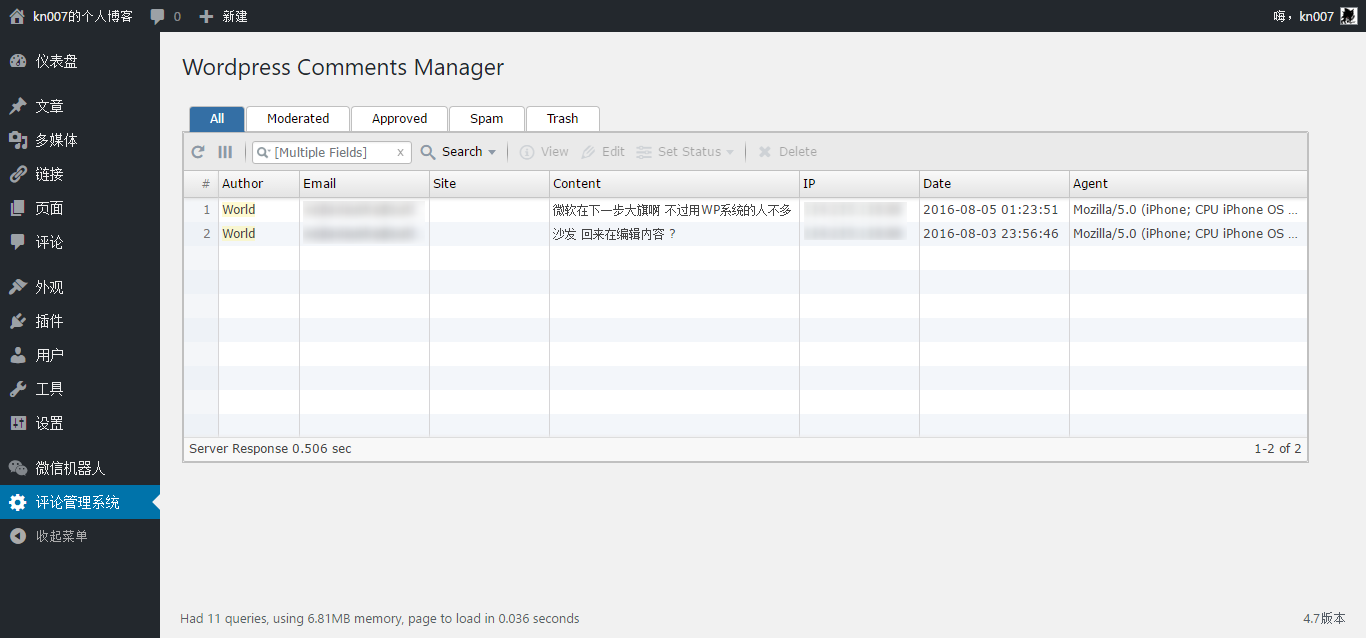 kn007的个人博客 0 新建 嗨，kn007
仪表盘
文章
多媒体
链接
页面
评论
外观
插件
用户
工具
设置
微信机器人
评论管理系统
收起菜单
Wordpress Comments Manager
All Moderated Approved Spam Trash
[Multiple Fields] x Search View Edit Set Status Delete
# Author Email Site Content IP Date Agent
1 World 微软在下一步大旗啊 不过用WP系统的人不多 2016-08-05 01:23:51 Mozilla/5.0 (iPhone; CPU iPhone OS ...
2 World 沙发 回来在编辑内容？ 2016-08-03 23:56:46 Mozilla/5.0 (iPhone; CPU iPhone OS ...
Server Response 0.506 sec 1-2 of 2
Had 11 queries, using 6.81MB memory, page to load in 0.036 seconds 4.7版本